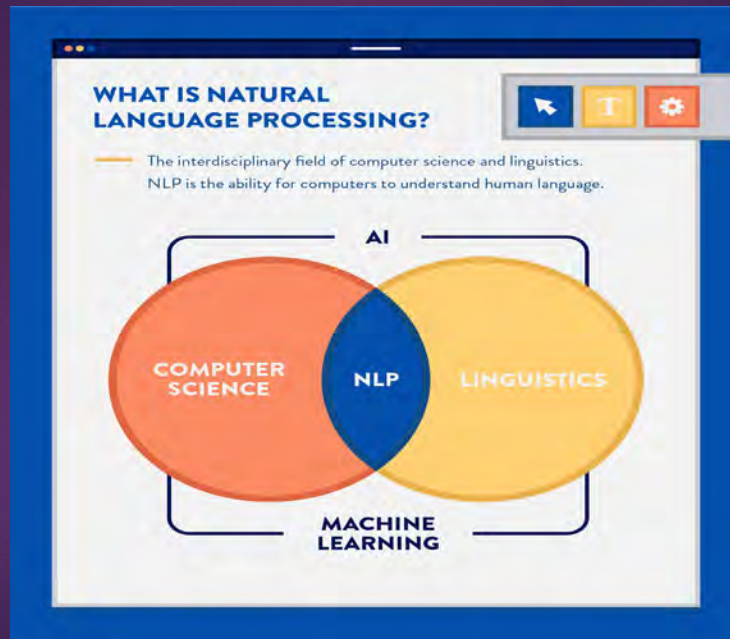 WHAT IS NATURAL
LANGUAGE PROCESSING?
T
The interdisciplinary field of computer science and linguistics.
NLP is the ability for computers to understand human language.
AI
COMPUTER
SCIENCE
NLP
LINGUISTICS
MACHINE
LEARNING